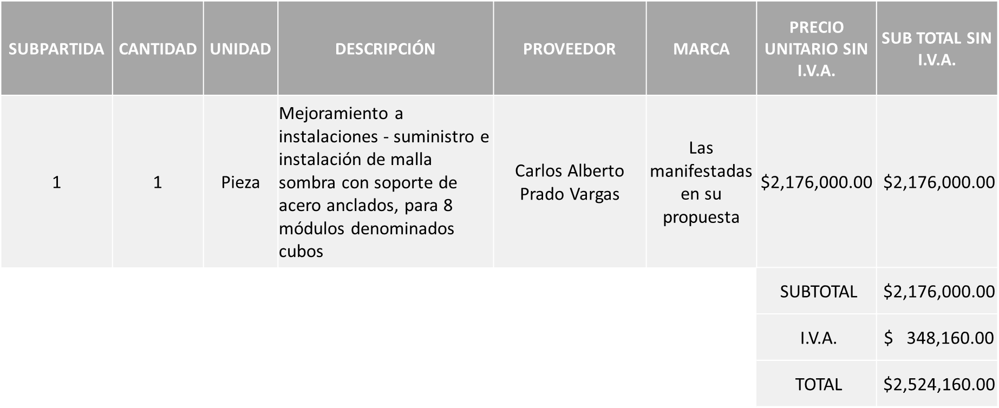 SUBPARTIDA
CANTIDAD
UNIDAD
DESCRIPCIÓN
PROVEEDOR
MARCA
PRECIO
UNITARIO SIN
I.V.A.
SUB TOTAL SIN
I.V.A.
1
1
Pieza
Mejoramiento a
instalaciones - suministro e
instalación de malla
sombra con soporte de
acero anclados, para 8
módulos denominados
cubos
Carlos Alberto
Prado Vargas
Las
manifestadas
en su
propuesta
$2,176,000.00
$2,176,000.00
SUBTOTAL
$2,176,000.00
I.V.A.
$ 348,160.00
TOTAL
$2,524,160.00